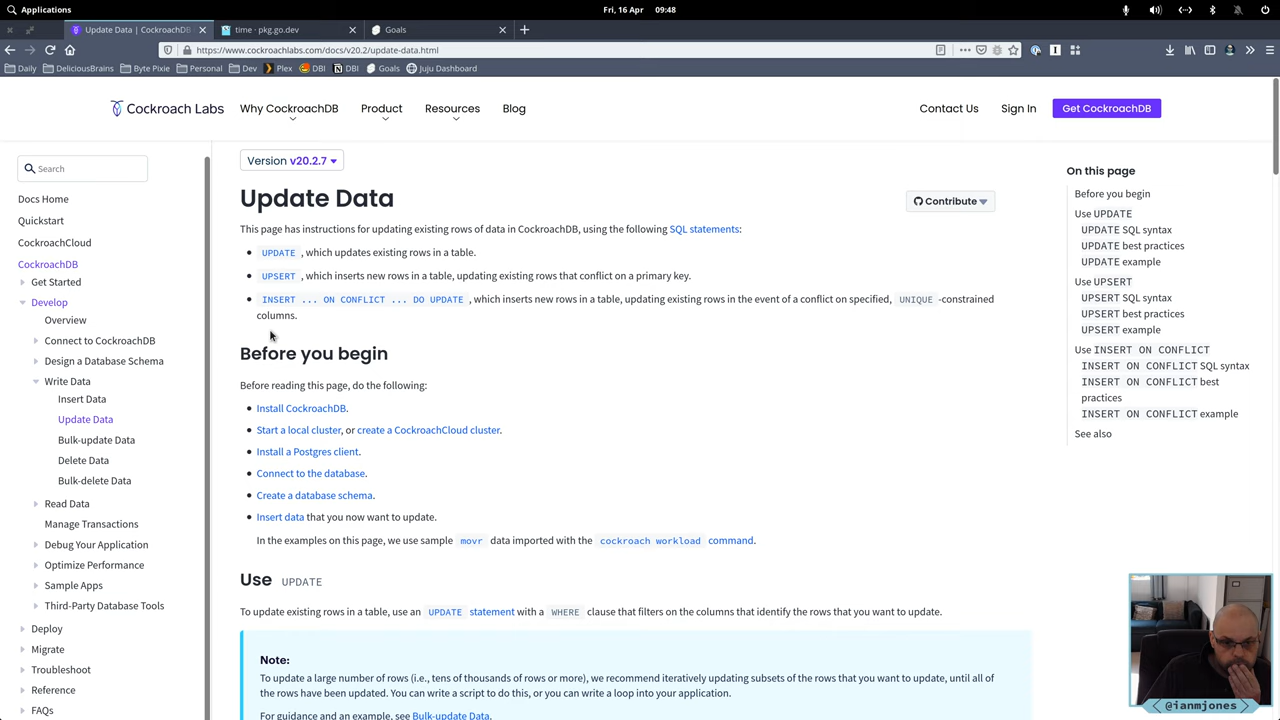 Applications
Fri, 16 Apr 09:48
Update Data | CockroachDB
time · pkg.go.dev
Goals
https://www.cockroachlabs.com/docs/v20.2/update-data.html
Daily
DeliciousBrains
Byte Pixie
Personal
Dev
Plex
DBI
DBI
Goals
Juju Dashboard
Cockroach Labs
Why CockroachDB
Product
Resources
Blog
Contact Us
Sign In
Get CockroachDB
Search
Docs Home
Quickstart
CockroachCloud
CockroachDB
Get Started
Develop
Overview
Connect to CockroachDB
Design a Database Schema
Write Data
Insert Data
Update Data
Bulk-update Data
Delete Data
Bulk-delete Data
Read Data
Manage Transactions
Debug Your Application
Optimize Performance
Sample Apps
Third-Party Database Tools
Deploy
Migrate
Troubleshoot
Reference
FAQs
Version v20.2.7
Update Data
Contribute
This page has instructions for updating existing rows of data in CockroachDB, using the following SQL statements:
UPDATE , which updates existing rows in a table.
UPSERT , which inserts new rows in a table, updating existing rows that conflict on a primary key.
INSERT ... ON CONFLICT ... DO UPDATE , which inserts new rows in a table, updating existing rows in the event of a conflict on specified, UNIQUE -constrained
columns.
Before you begin
Before reading this page, do the following:
Install CockroachDB.
Start a local cluster, or create a CockroachCloud cluster.
Install a Postgres client.
Connect to the database.
Create a database schema.
Insert data that you now want to update.
In the examples on this page, we use sample movr data imported with the cockroach workload command.
Use UPDATE
To update existing rows in a table, use an UPDATE statement with a WHERE clause that filters on the columns that identify the rows that you want to update.
Note:
To update a large number of rows (i.e., tens of thousands of rows or more), we recommend iteratively updating subsets of the rows that you want to update, until all of
the rows have been updated. You can write a script to do this, or you can write a loop into your application.
For guidance and an example, see Bulk-update Data.
On this page
Before you begin
Use UPDATE
UPDATE SQL syntax
UPDATE best practices
UPDATE example
Use UPSERT
UPSERT SQL syntax
UPSERT best practices
UPSERT example
Use INSERT ON CONFLICT
INSERT ON CONFLICT SQL syntax
INSERT ON CONFLICT best
practices
INSERT ON CONFLICT example
See also
@ianmjones